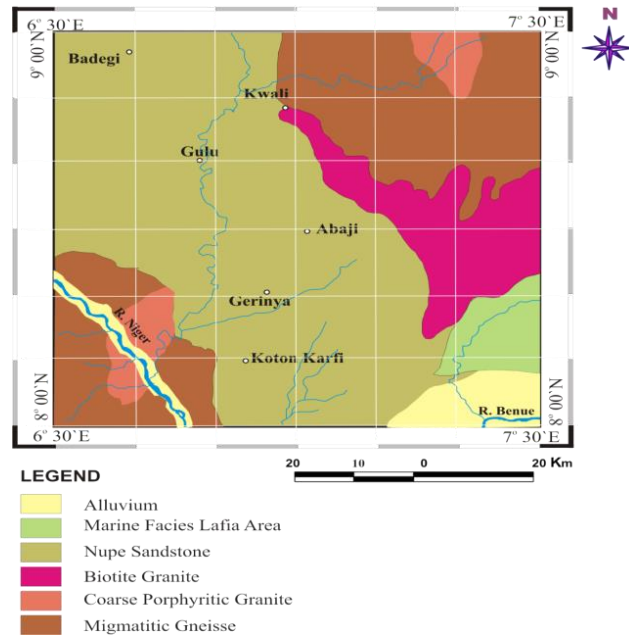 N
6° 30`E
7° 30`E
9° 00`N
9° 00`N
Badegi
Kwali
Gulu
Abaji
Gerinya
R. Niger
Koton Karfi
R. Benue
8° 00`N
8° 00`N
6° 30`E
7° 30`E
20 10 0 20 Km
LEGEND
Alluvium
Marine Facies Lafia Area
Nupe Sandstone
Biotite Granite
Coarse Porphyritic Granite
Migmatitic Gneisse